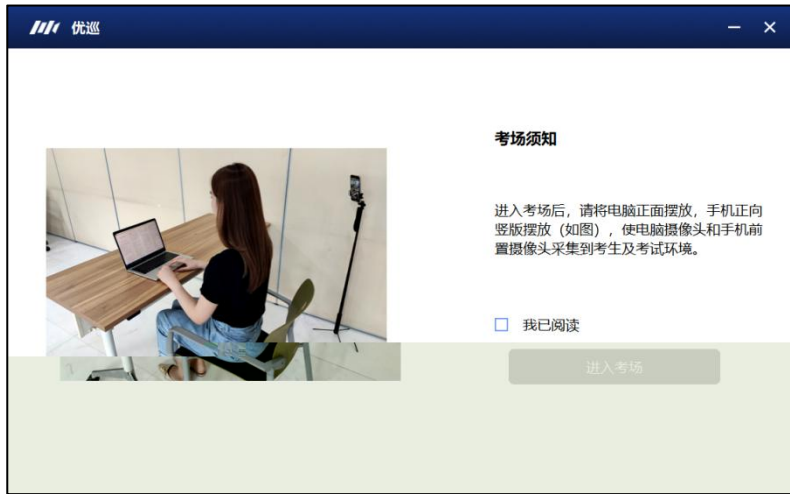 优巡
考场须知
进入考场后，请将电脑正面摆放，手机正向
竖版摆放（如图），使电脑摄像头和手机前
置摄像头采集到考生及考试环境。
我已阅读
进入考场